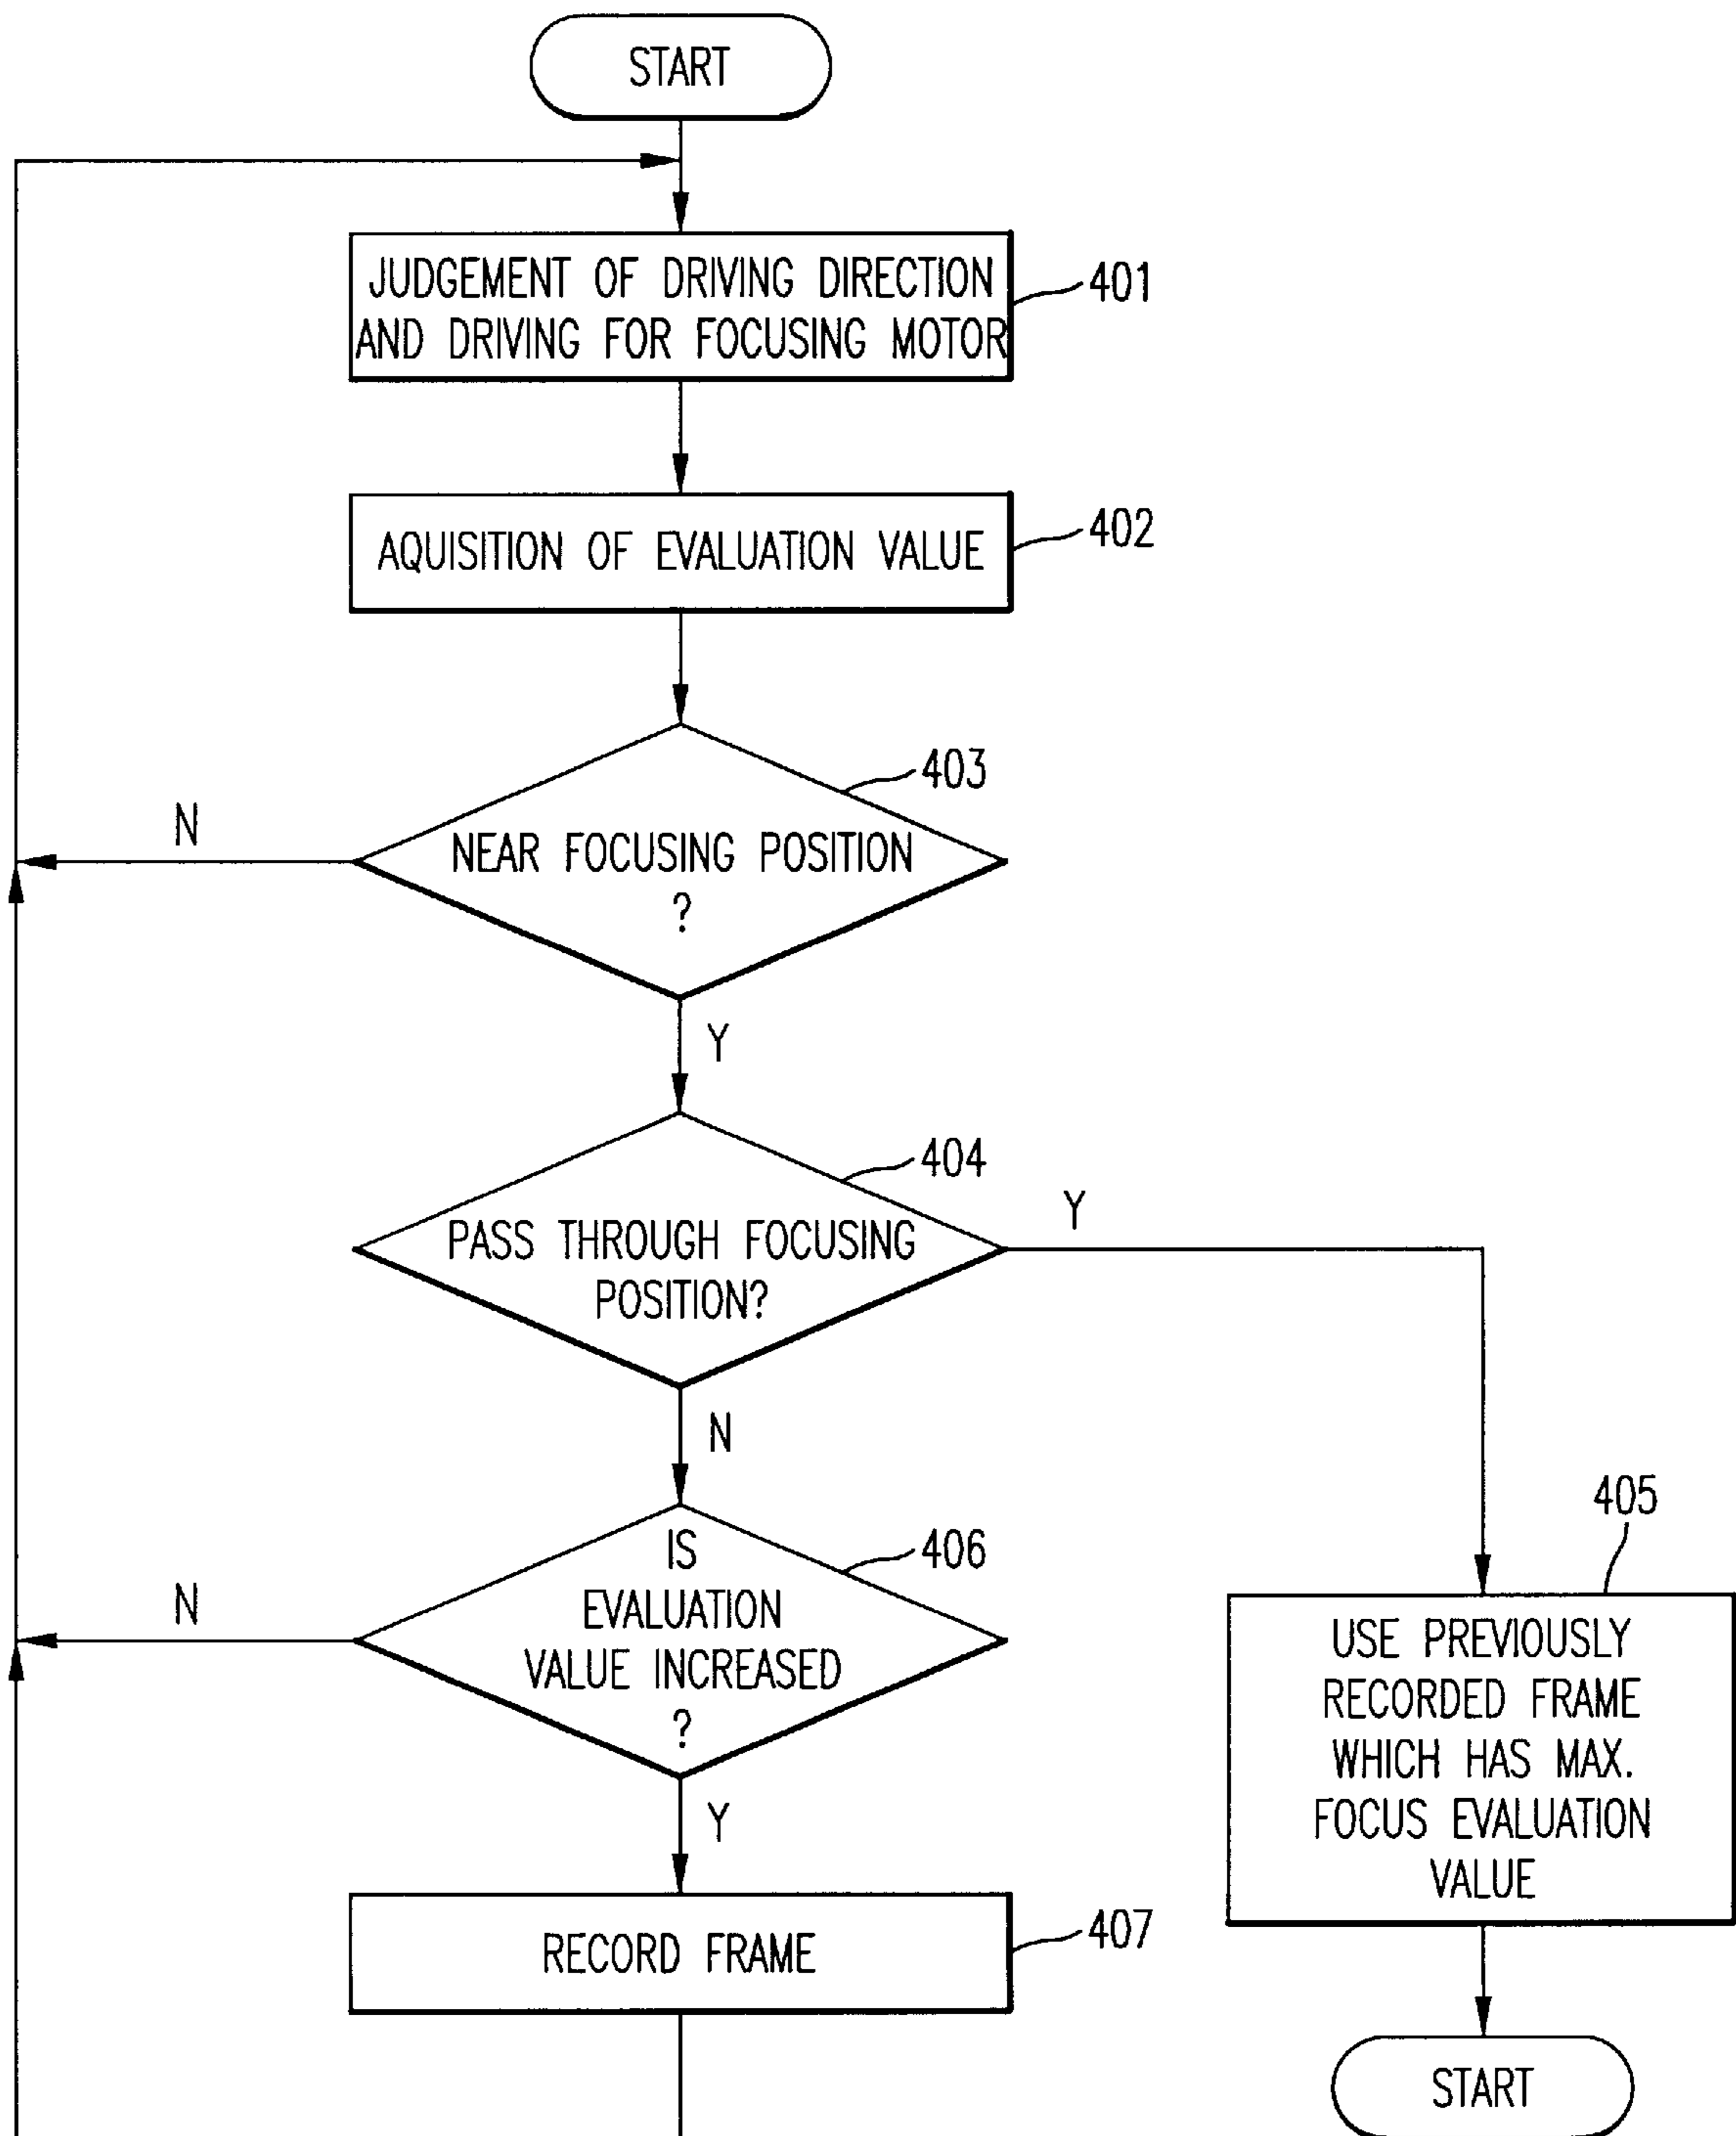 START
JUDGEMENT OF DRIVING DIRECTION
AND DRIVING FOR FOCUSING MOTOR
401
AQUISITION OF EVALUATION VALUE
402
403
N
NEAR FOCUSING POSITION
?
Y
404
Y
PASS THROUGH FOCUSING
POSITION?
N
405
406
IS
EVALUATION
VALUE INCREASED
?
N
Y
USE PREVIOUSLY
RECORDED FRAME
WHICH HAS MAX.
FOCUS EVALUATION
VALUE
RECORD FRAME
407
START